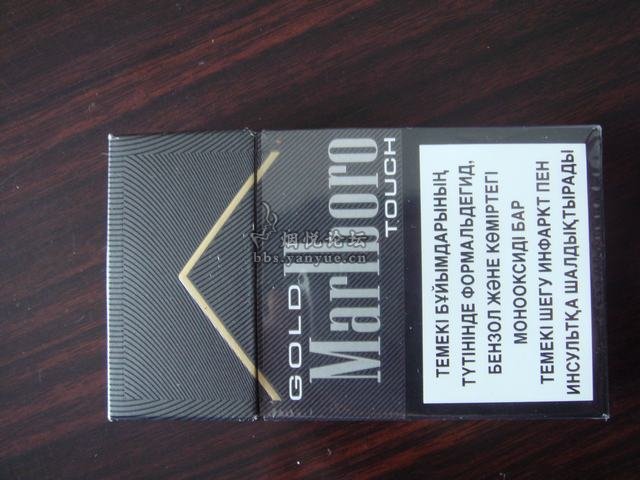 GOLD
Marlboro
TOUCH
ТЕМЕКІ БҰЙЫМДАРЫНЫҢ
ТҮТІНІНДЕ ФОРМАЛЬДЕГИД,
БЕНЗОЛ ЖӘНЕ КӨМІРТЕГІ
МОНООКСИДІ БАР
ТЕМЕКІ ШЕГУ ИНФАРКТ ПЕН
ИНСУЛЬТҚА ШАЛДЫҚТЫРАДЫ
烟悦论坛
bbs.yanyue.cn